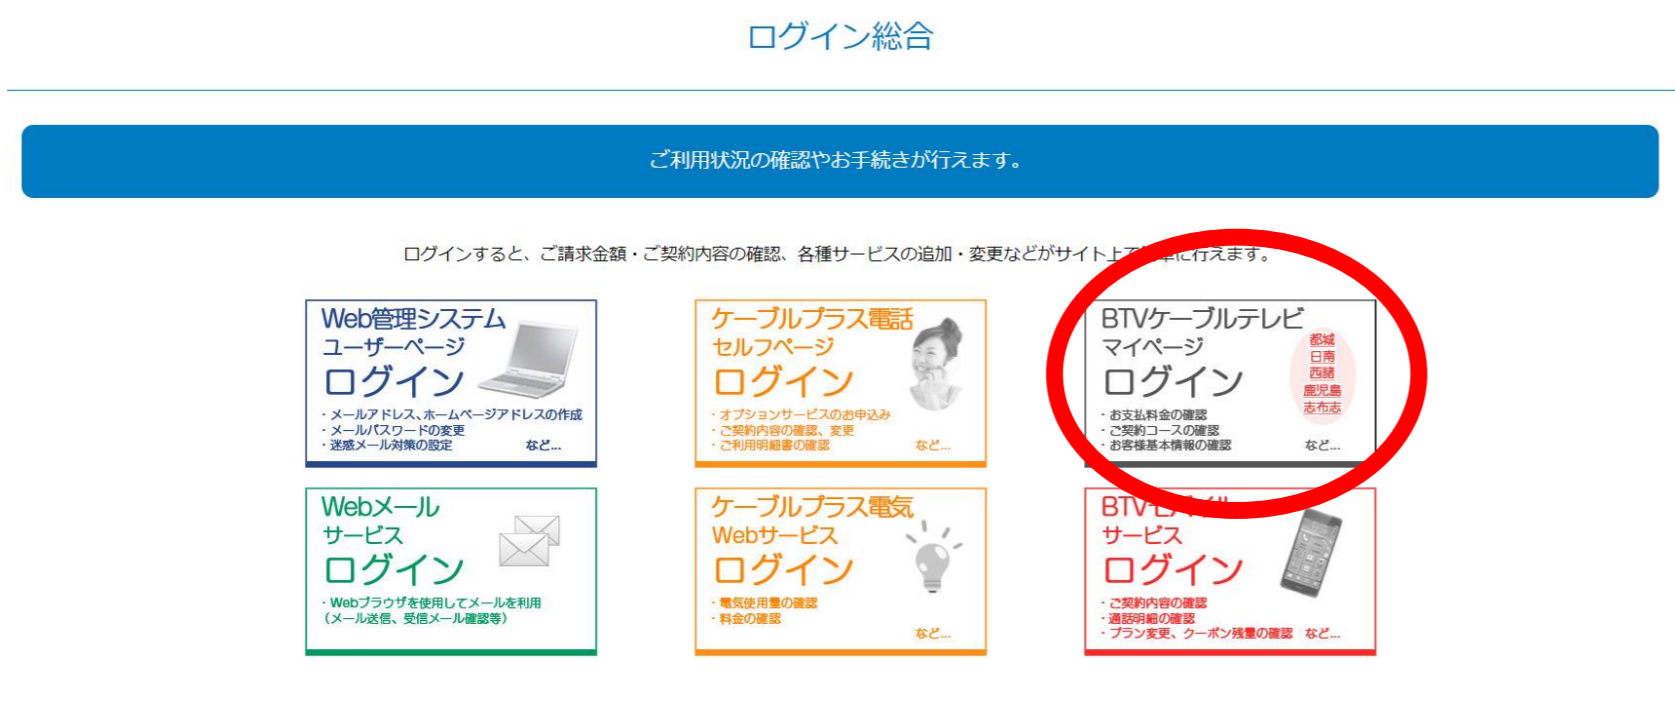 ログイン総合
ご利用状況の確認やお手続きが行えます。
ログインすると、ご請求金額・ご契約内容の確認、各種サービスの追加・変更などがサイト上で
に行えます。
Web管理システム
ユーザーページ
ログイン
・メールアドレス、ホームページアドレスの作成
・メールパスワードの変更
・迷惑メール対策の設定 など...
ケーブルプラス電話
セルフページ
ログイン
・オプションサービスのお申込み
・ご契約内容の確認、変更
・ご利用明細書の確認 など...
BTVケーブルテレビ
マイページ
ログイン
都城
日南
西諸
鹿児島
志布志
・お支払料金の確認
・ご契約コースの確認
・お客様基本情報の確認 など...
Webメール
サービス
ログイン
・Webブラウザを使用してメールを利用
（メール送信、受信メール確認等）
ケーブルプラス電気
Webサービス
ログイン
・電気使用量の確認
・料金の確認
など...
BTVモバイル
サービス
ログイン
・ご契約内容の確認
・通話明細の確認
・プラン変更、クーポン残量の確認 など...